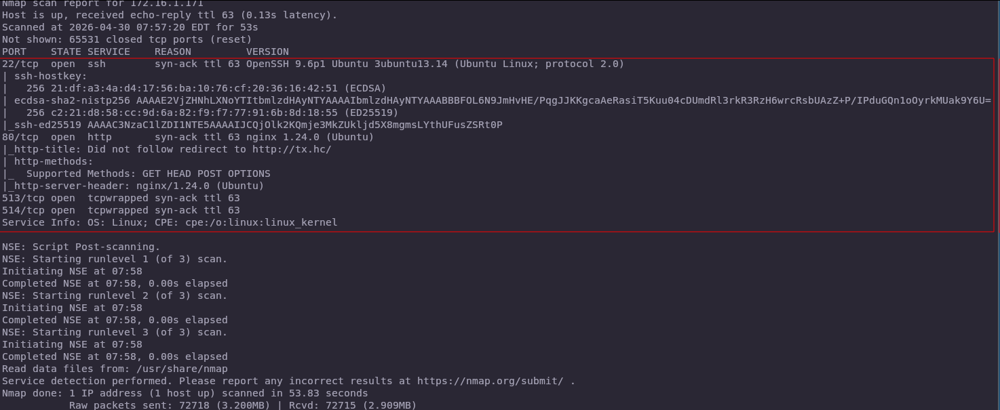 Nmap scan report for 172.16.1.171
Host is up, received echo-reply ttl 63 (0.13s latency).
Scanned at 2026-04-30 07:57:20 EDT for 53s
Not shown: 65531 closed tcp ports (reset)
PORT    STATE SERVICE    REASON         VERSION
22/tcp  open  ssh        syn-ack ttl 63 OpenSSH 9.6p1 Ubuntu 3ubuntu13.14 (Ubuntu Linux; protocol 2.0)
| ssh-hostkey:
|   256 21:df:a3:4a:d4:17:56:ba:10:76:cf:20:36:16:42:51 (ECDSA)
| ecdsa-sha2-nistp256 AAAAE2VjZHNhLXNoYTItbmlzdHAyNTYAAAAIbmlzdHAyNTYAAABBBFOL6N9JmHvHE/PqgJJKKgcaAeRasiT5Kuu04cDUmdRl3rkR3RzH6wrcRsbUAzZ+P/IPduGQn1oOyrkMUak9Y6U=
|   256 c2:21:d8:58:cc:9d:6a:82:f9:f7:77:91:6b:8d:18:55 (ED25519)
|_ssh-ed25519 AAAAC3NzaC1lZDI1NTE5AAAAIJCQjOlk2KQmje3MkZUkljd5X8mgmsLYthUFusZSRt0P
80/tcp  open  http       syn-ack ttl 63 nginx 1.24.0 (Ubuntu)
|_http-title: Did not follow redirect to http://tx.hc/
| http-methods:
|_  Supported Methods: GET HEAD POST OPTIONS
|_http-server-header: nginx/1.24.0 (Ubuntu)
513/tcp open  tcpwrapped syn-ack ttl 63
514/tcp open  tcpwrapped syn-ack ttl 63
Service Info: OS: Linux; CPE: cpe:/o:linux:linux_kernel
NSE: Script Post-scanning.
NSE: Starting runlevel 1 (of 3) scan.
Initiating NSE at 07:58
Completed NSE at 07:58, 0.00s elapsed
NSE: Starting runlevel 2 (of 3) scan.
Initiating NSE at 07:58
Completed NSE at 07:58, 0.00s elapsed
NSE: Starting runlevel 3 (of 3) scan.
Initiating NSE at 07:58
Completed NSE at 07:58, 0.00s elapsed
Read data files from: /usr/share/nmap
Service detection performed. Please report any incorrect results at https://nmap.org/submit/ .
Nmap done: 1 IP address (1 host up) scanned in 53.83 seconds
           Raw packets sent: 72718 (3.200MB) | Rcvd: 72715 (2.909MB)